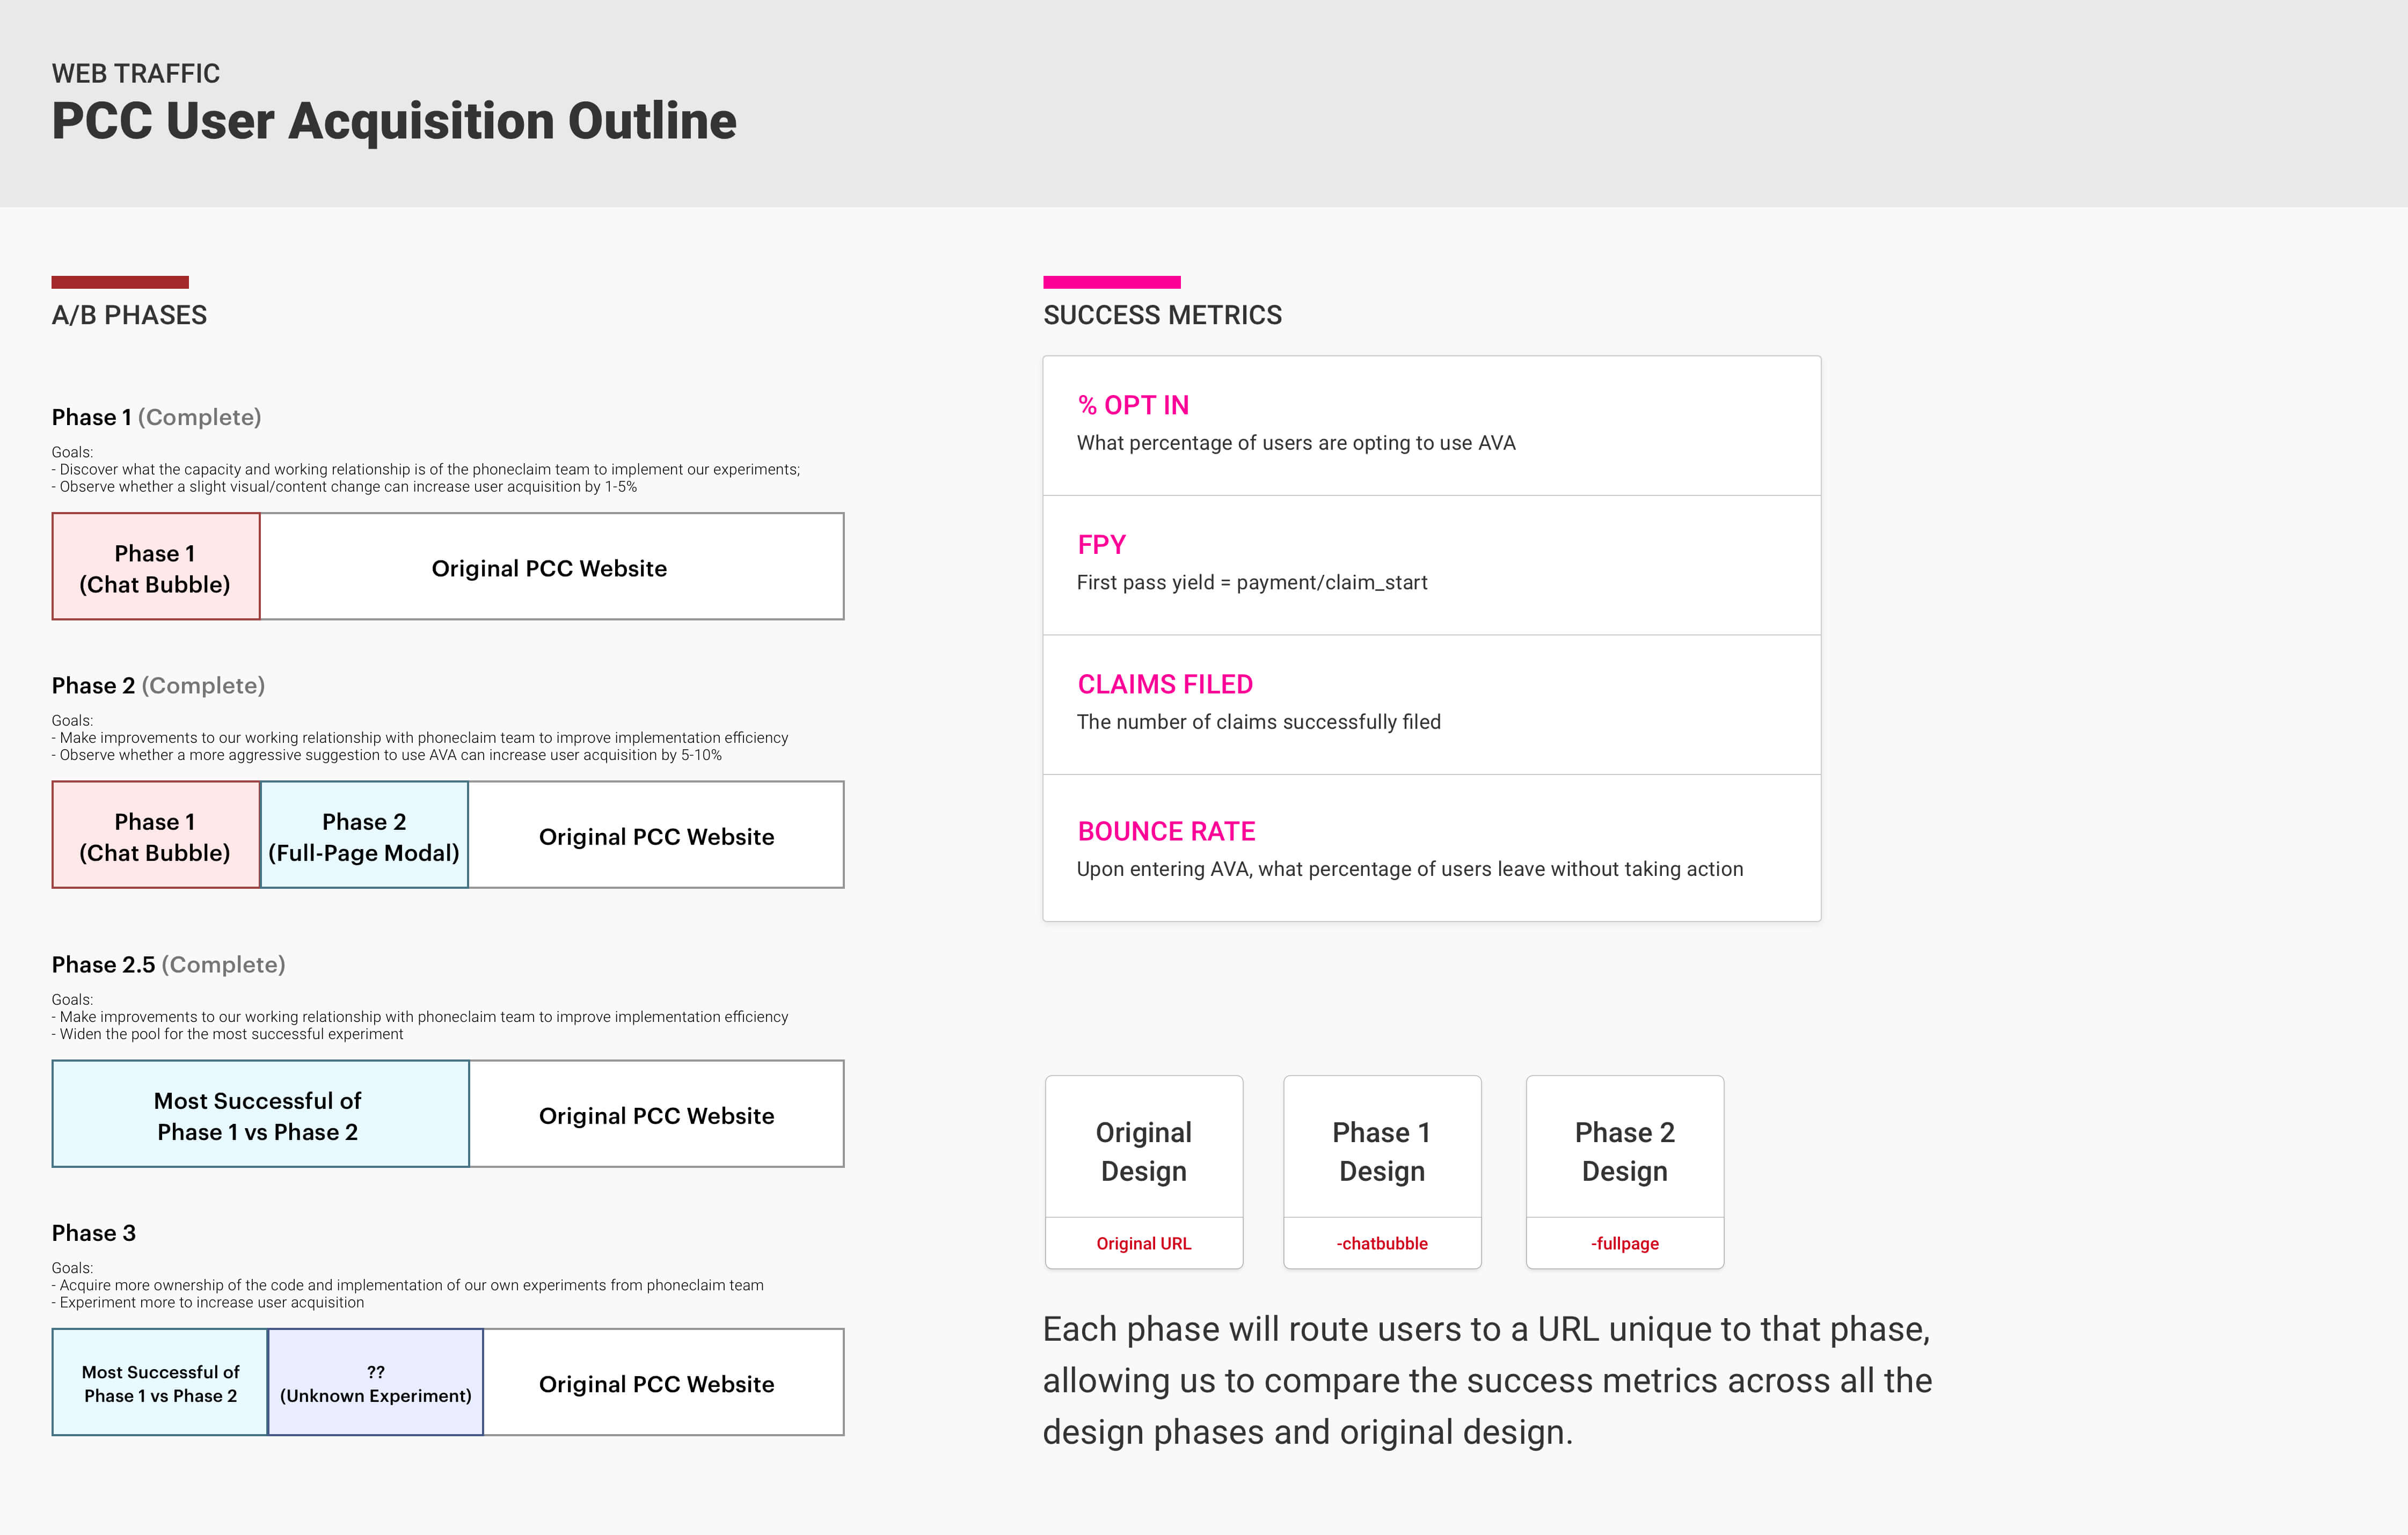 WEB TRAFFIC
PCC User Acquisition Outline
A/B PHASES
Phase 1 (Complete)
Goals:
- Discover what the capacity and working relationship is of the phoneclaim team to implement our experiments;
- Observe whether a slight visual/content change can increase user acquisition by 1-5%
Phase 1
(Chat Bubble)
Original PCC Website
Phase 2 (Complete)
Goals:
- Make improvements to our working relationship with phoneclaim team to improve implementation efficiency
- Observe whether a more aggressive suggestion to use AVA can increase user acquisition by 5-10%
Phase 1
(Chat Bubble)
Phase 2
(Full-Page Modal)
Original PCC Website
Phase 2.5 (Complete)
Goals:
- Make improvements to our working relationship with phoneclaim team to improve implementation efficiency
- Widen the pool for the most successful experiment
Most Successful of
Phase 1 vs Phase 2
Original PCC Website
Phase 3
Goals:
- Acquire more ownership of the code and implementation of our own experiments from phoneclaim team
- Experiment more to increase user acquisition
Most Successful of
Phase 1 vs Phase 2
??
(Unknown Experiment)
Original PCC Website
SUCCESS METRICS
% OPT IN
What percentage of users are opting to use AVA
FPY
First pass yield = payment/claim_start
CLAIMS FILED
The number of claims successfully filed
BOUNCE RATE
Upon entering AVA, what percentage of users leave without taking action
Original
Design
Original URL
Phase 1
Design
-chatbubble
Phase 2
Design
-fullpage
Each phase will route users to a URL unique to that phase,
allowing us to compare the success metrics across all the
design phases and original design.